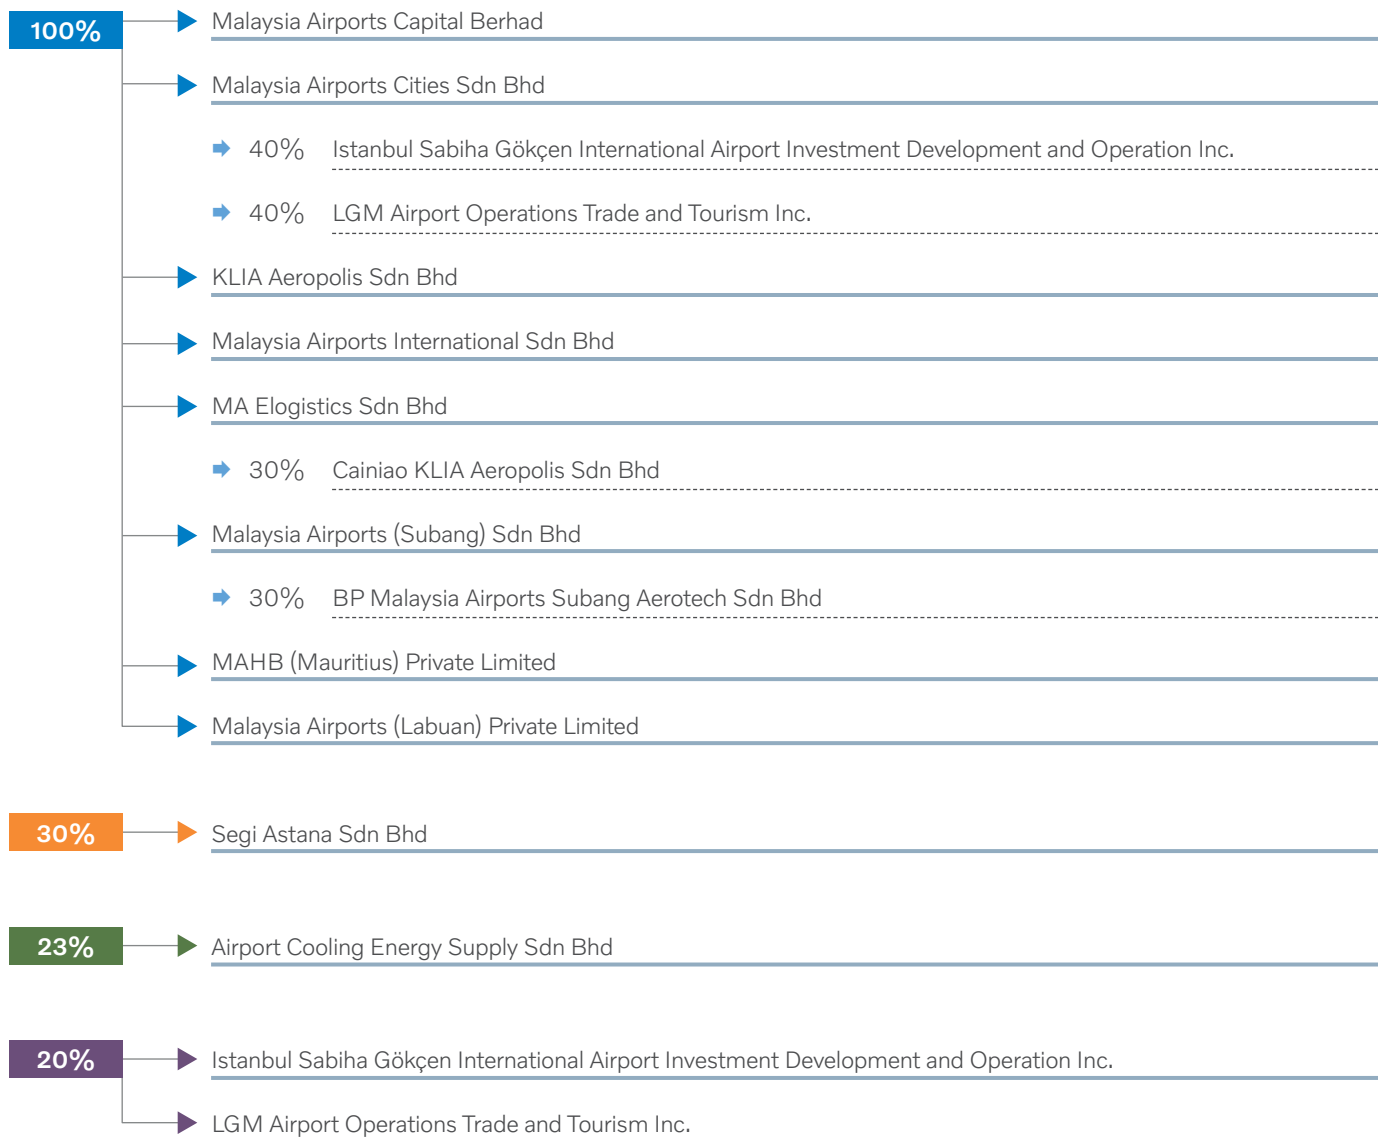 100%
Malaysia Airports Capital Berhad
Malaysia Airports Cities Sdn Bhd
40% Istanbul Sabiha Gökçen International Airport Investment Development and Operation Inc.
40% LGM Airport Operations Trade and Tourism Inc.
KLIA Aeropolis Sdn Bhd
Malaysia Airports International Sdn Bhd
MA Elogistics Sdn Bhd
30% Cainiao KLIA Aeropolis Sdn Bhd
Malaysia Airports (Subang) Sdn Bhd
30% BP Malaysia Airports Subang Aerotech Sdn Bhd
MAHB (Mauritius) Private Limited
Malaysia Airports (Labuan) Private Limited
30% Segi Astana Sdn Bhd
23% Airport Cooling Energy Supply Sdn Bhd
20% Istanbul Sabiha Gökçen International Airport Investment Development and Operation Inc.
LGM Airport Operations Trade and Tourism Inc.